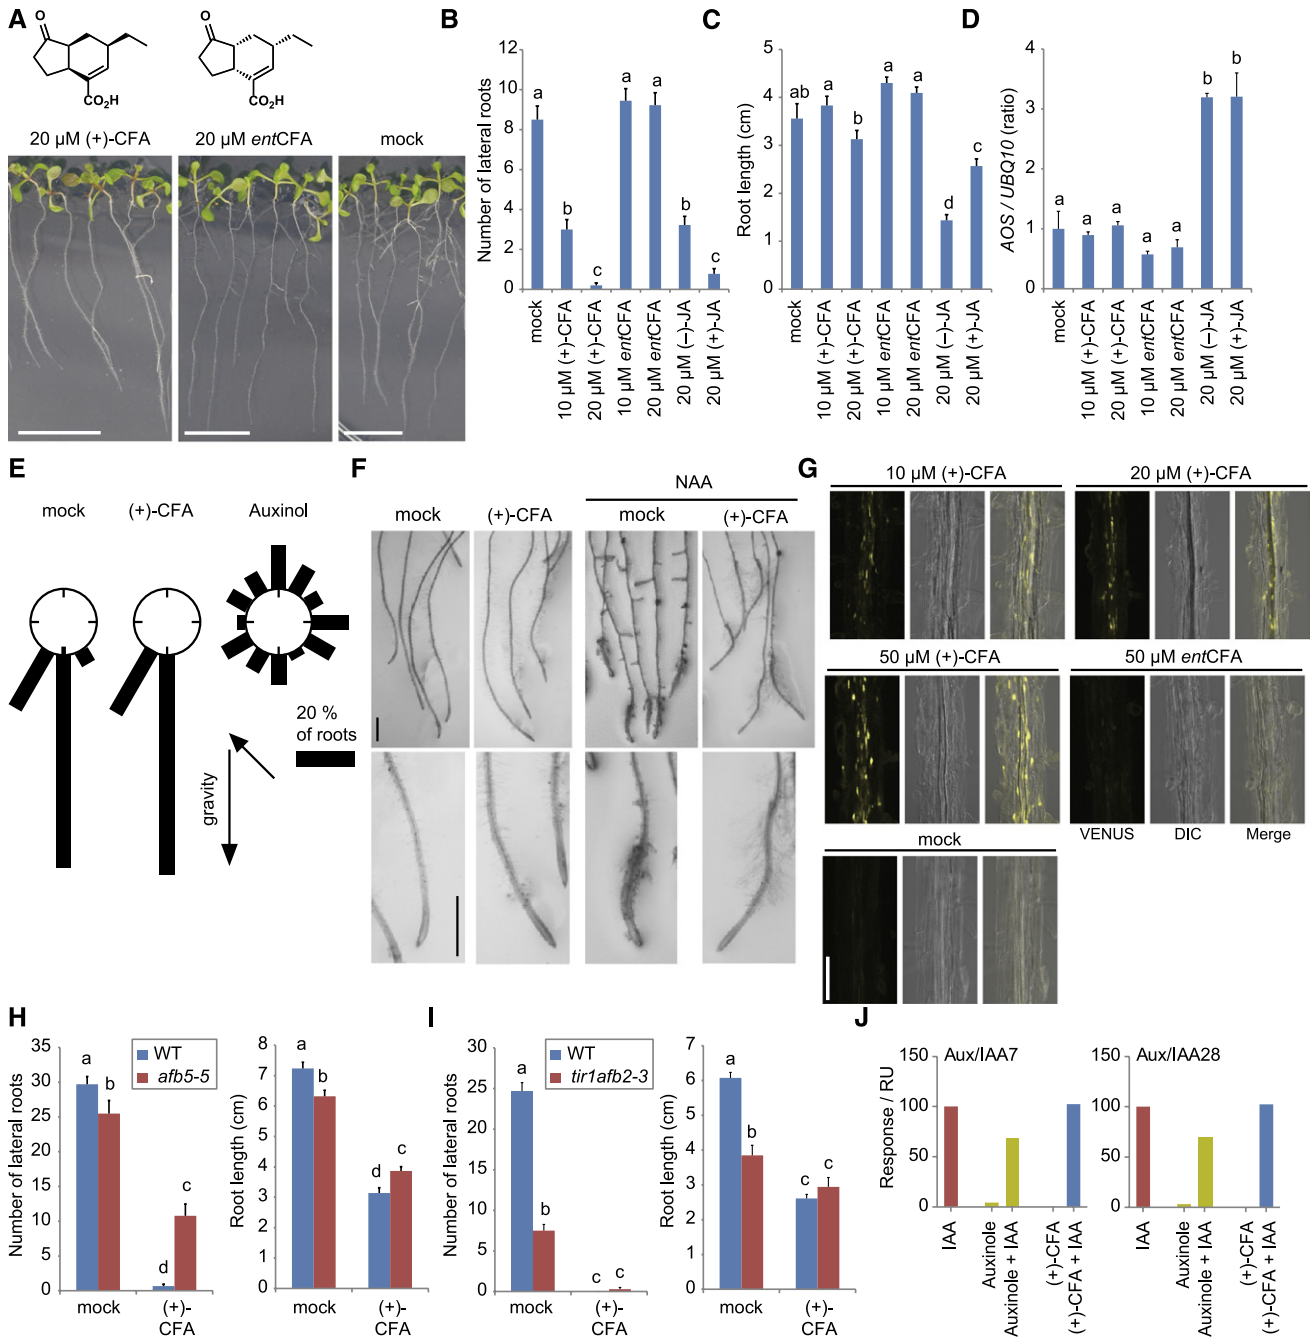 A
O
CO2H
O
CO2H
20 µM (+)-CFA
20 µM entCFA
mock
B
Number of lateral roots
12
10
8
6
4
2
0
a
b
c
a
a
b
c
mock
10 µM (+)-CFA
20 µM (+)-CFA
10 µM entCFA
20 µM entCFA
20 µM (–)-JA
20 µM (+)-JA
C
Root length (cm)
5
4
3
2
1
0
ab
a
b
a
a
d
c
mock
10 µM (+)-CFA
20 µM (+)-CFA
10 µM entCFA
20 µM entCFA
20 µM (–)-JA
20 µM (+)-JA
D
AOS / UBQ10 (ratio)
4
3
2
1
0
a
a
a
a
a
b
b
mock
10 µM (+)-CFA
20 µM (+)-CFA
10 µM entCFA
20 µM entCFA
20 µM (–)-JA
20 µM (+)-JA
E
mock
(+)-CFA
Auxinol
20 %
of roots
gravity
F
NAA
mock
(+)-CFA
mock
(+)-CFA
G
10 µM (+)-CFA
20 µM (+)-CFA
50 µM (+)-CFA
50 µM entCFA
VENUS
DIC
Merge
mock
H
Number of lateral roots
35
30
25
20
15
10
5
0
WT
afb5-5
a
b
d
c
mock
(+)-
CFA
Root length (cm)
8
7
6
5
4
3
2
1
0
a
b
d
c
mock
(+)-
CFA
I
Number of lateral roots
30
25
20
15
10
5
0
WT
tir1afb2-3
a
b
c
c
mock
(+)-
CFA
Root length (cm)
7
6
5
4
3
2
1
0
a
b
c
c
mock
(+)-
CFA
J
Response / RU
Aux/IAA7
150
100
50
0
IAA
Auxinole
Auxinole + IAA
(+)-CFA
(+)-CFA + IAA
Aux/IAA28
150
100
50
0
IAA
Auxinole
Auxinole + IAA
(+)-CFA
(+)-CFA + IAA